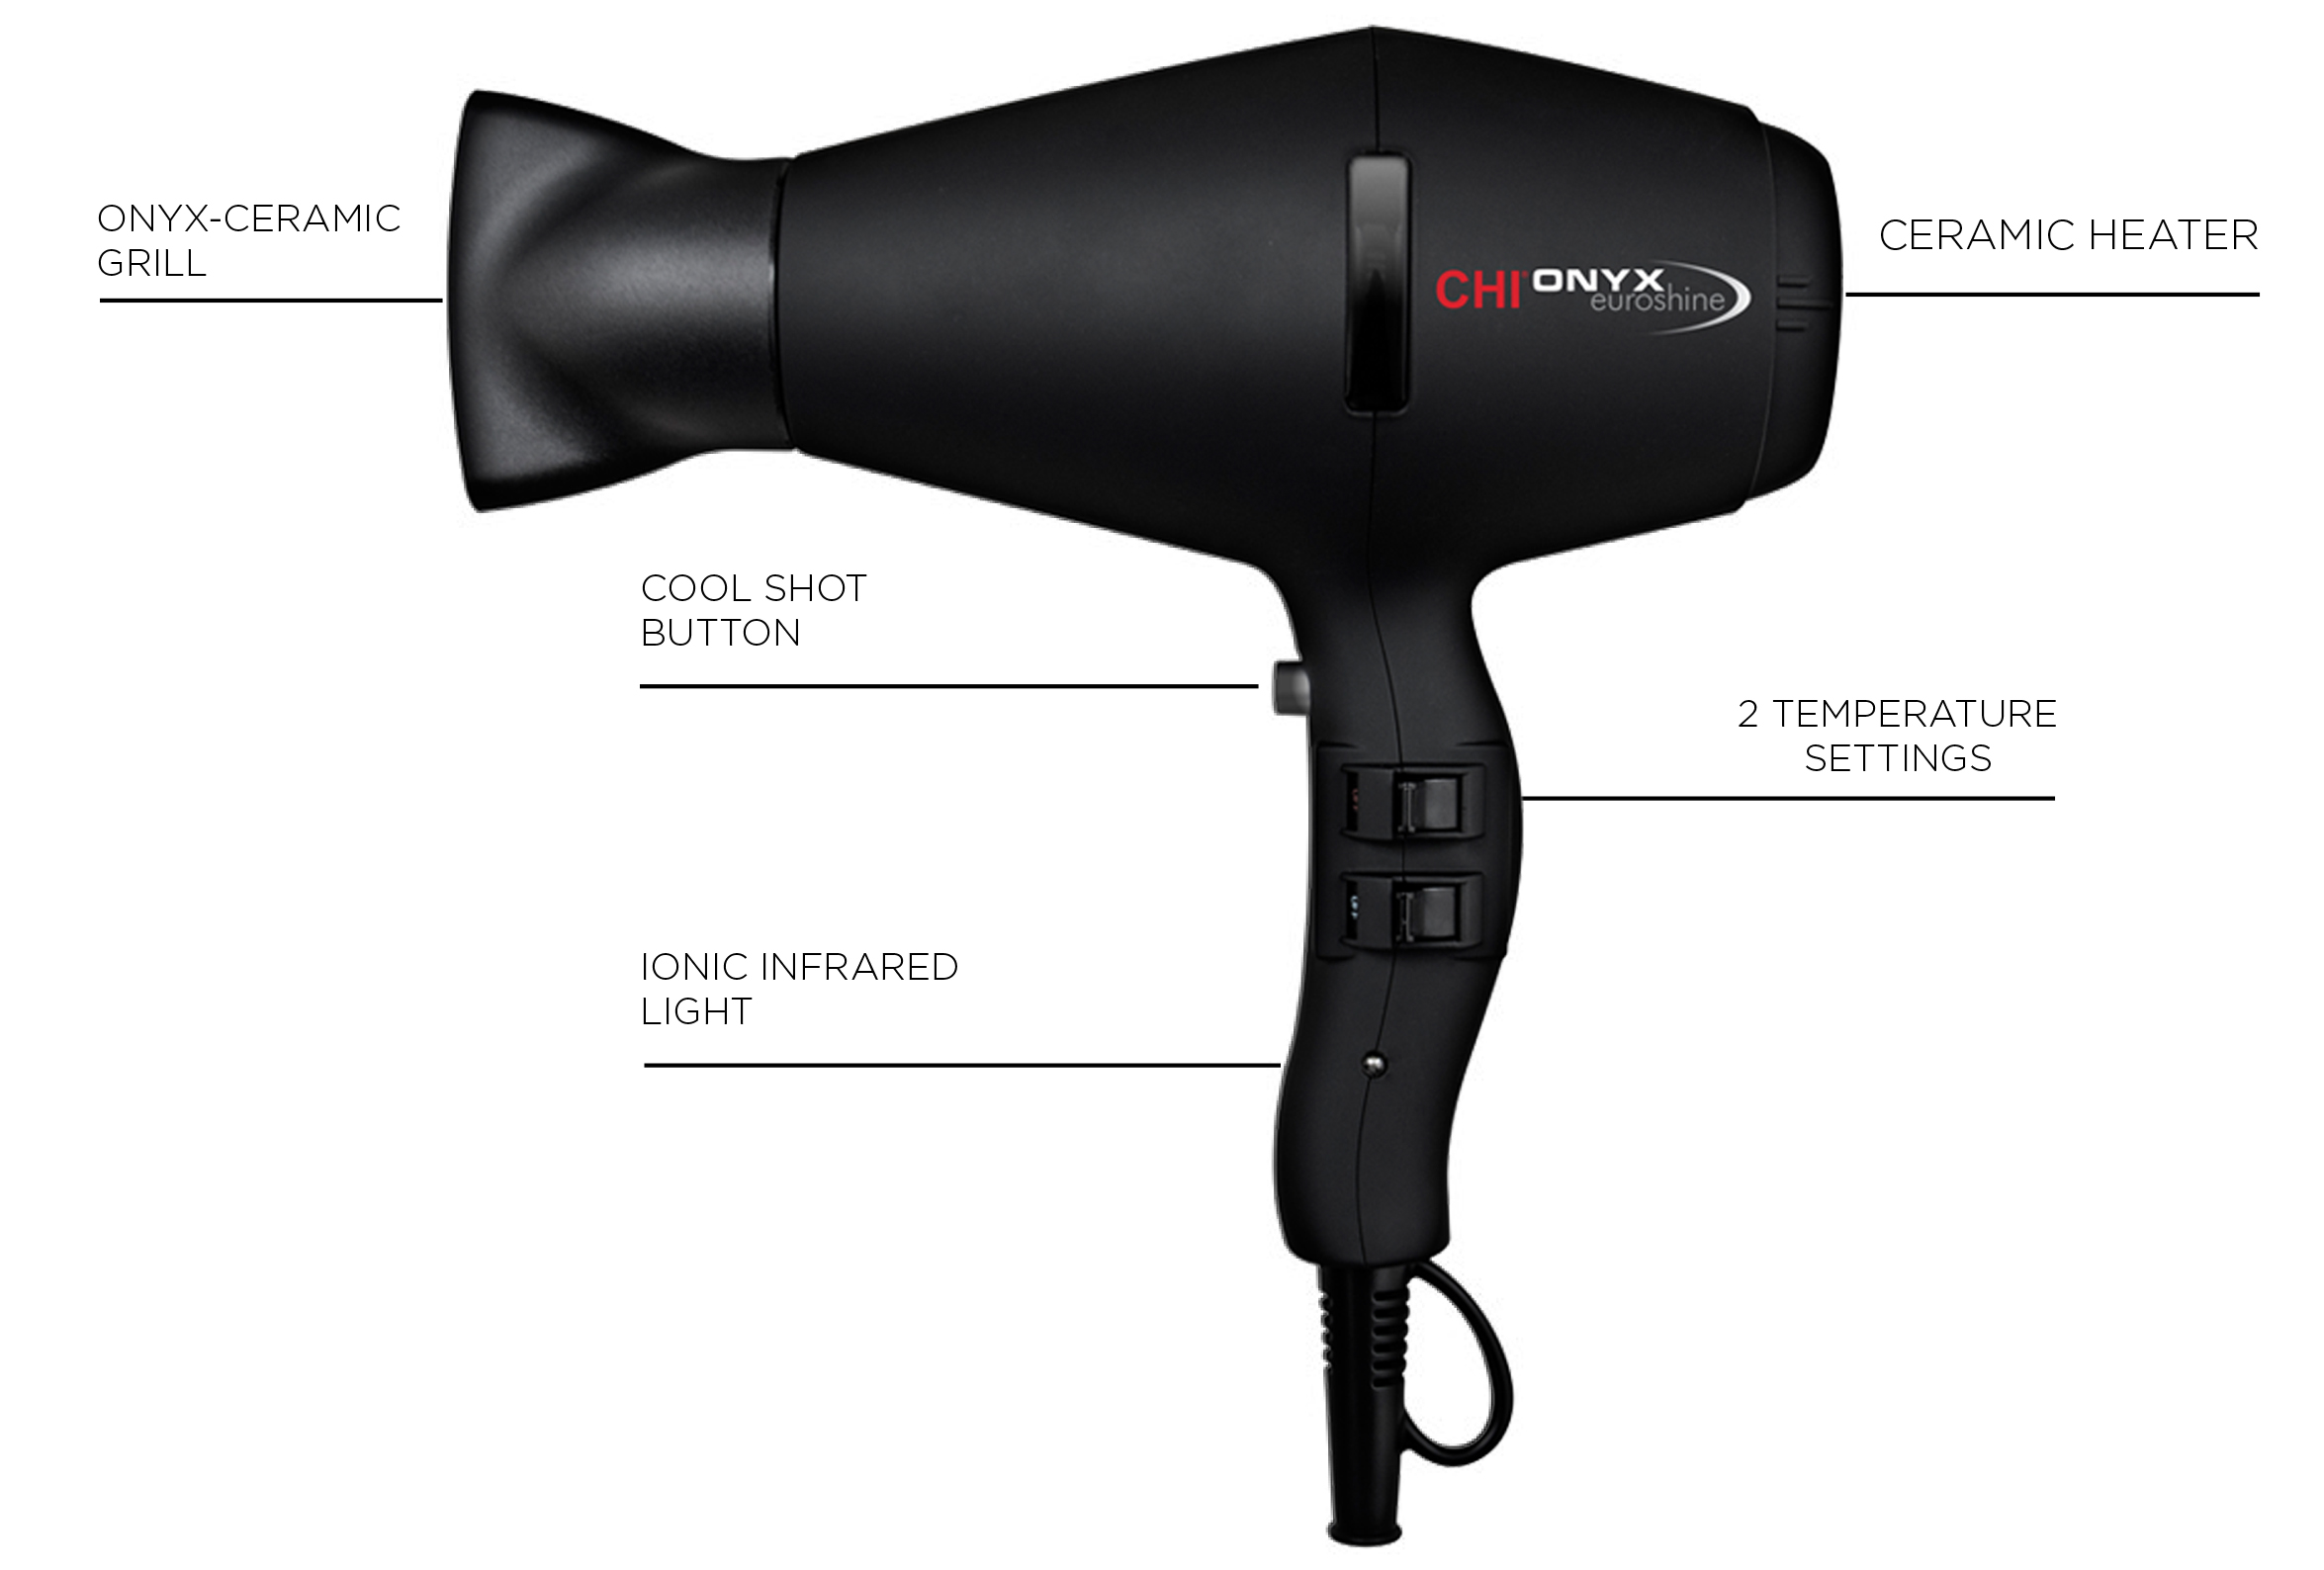 ONYX-CERAMIC
GRILL
CERAMIC HEATER
CHI ONYX
euroshine
COOL SHOT
BUTTON
2 TEMPERATURE
SETTINGS
IONIC INFRARED
LIGHT